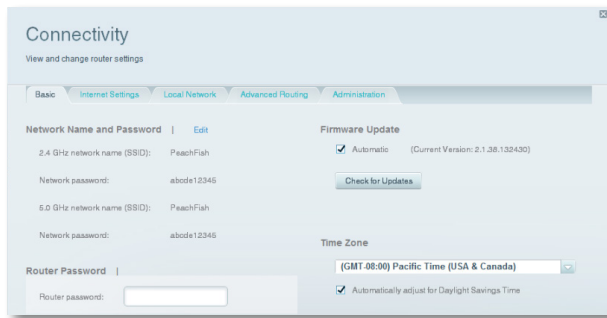 Connectivity
View and change router settings
Basic
Internet Settings
Local Network
Advanced Routing
Administration
Network Name and Password | Edit
2.4 GHz network name (SSID): PeachFish
Network password: abcde12345
5.0 GHz network name (SSID): PeachFish
Network password: abcde12345
Router Password |
Router password:
Firmware Update
Automatic (Current Version: 2.1.38.132430)
Check for Updates
Time Zone
(GMT-08:00) Pacific Time (USA & Canada)
Automatically adjust for Daylight Savings Time